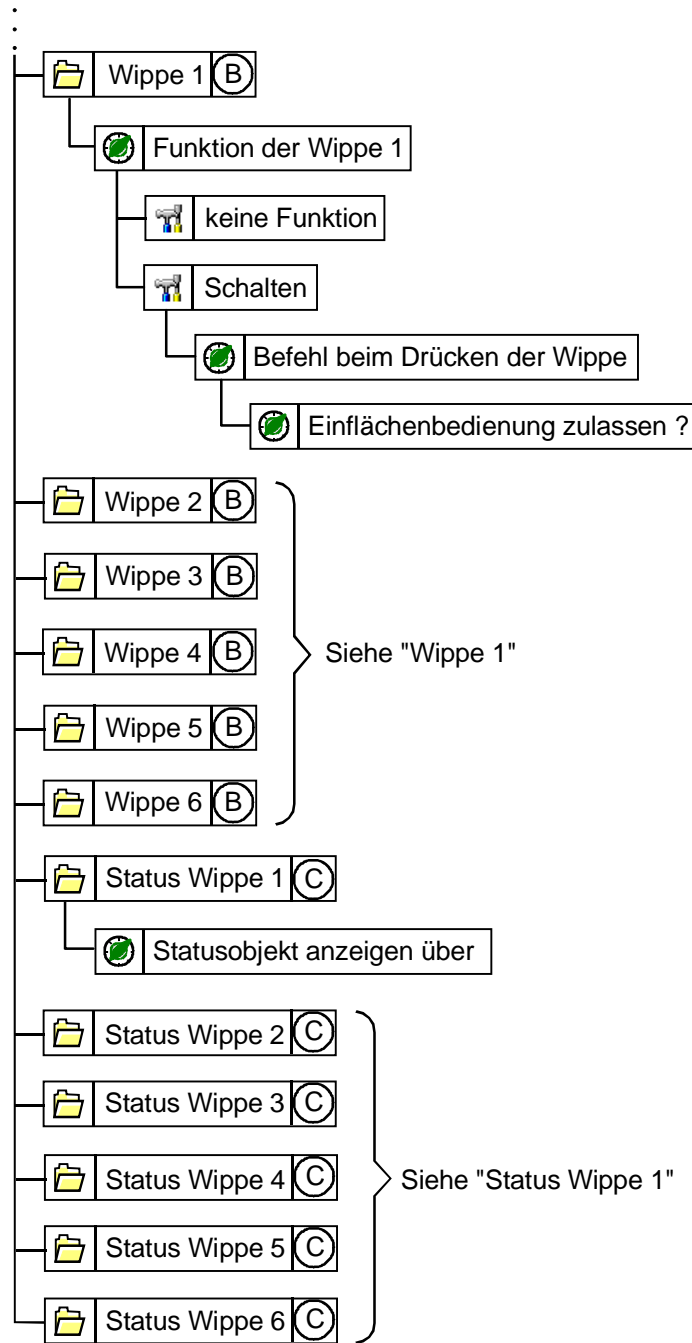 Wippe 1 B
Funktion der Wippe 1
keine Funktion
Schalten
Befehl beim Drücken der Wippe
Einflächenbedienung zulassen ?
Wippe 2 B
Wippe 3 B
Wippe 4 B
Siehe "Wippe 1"
Wippe 5 B
Wippe 6 B
Status Wippe 1 C
Statusobjekt anzeigen über
Status Wippe 2 C
Status Wippe 3 C
Status Wippe 4 C
Siehe "Status Wippe 1"
Status Wippe 5 C
Status Wippe 6 C